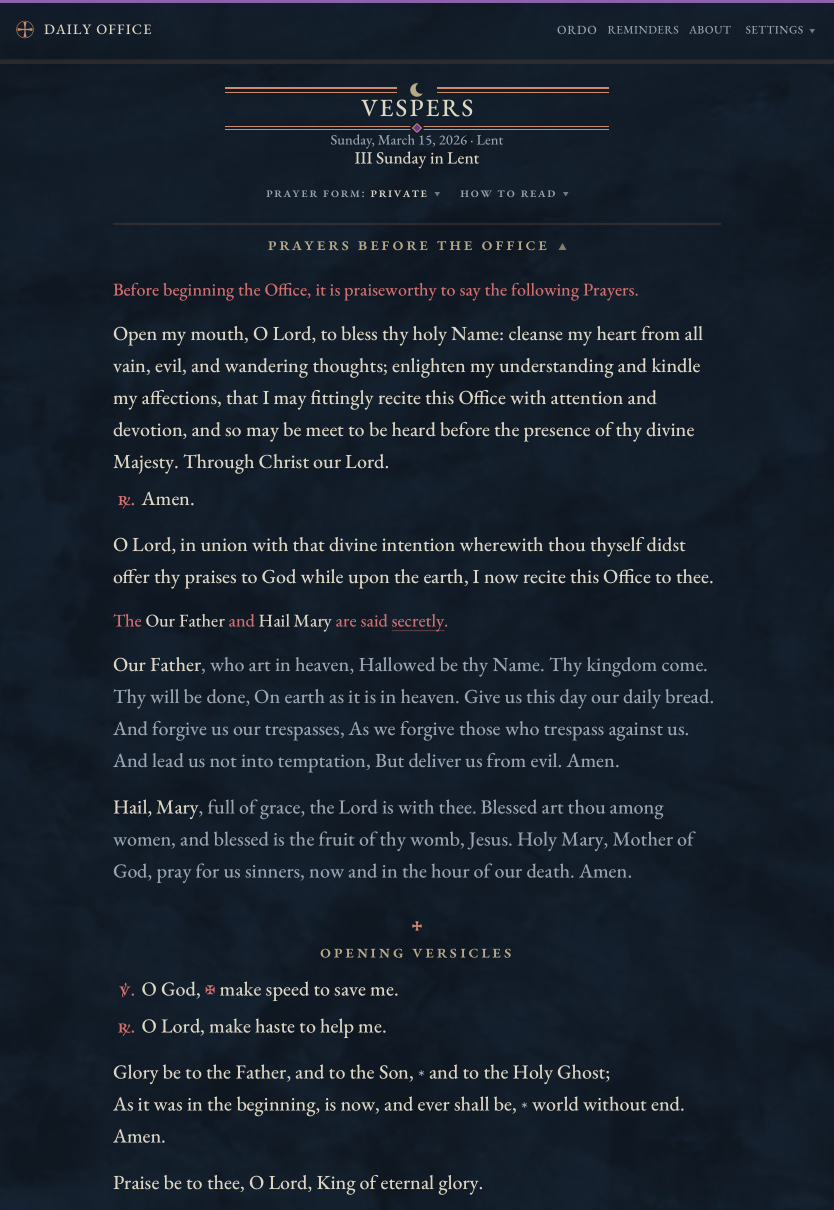 DAILY OFFICE
ORDO REMINDERS ABOUT SETTINGS ▼
VESPERS
Sunday, March 15, 2026 · Lent
III Sunday in Lent
PRAYER FORM: PRIVATE ▼ HOW TO READ ▼
PRAYERS BEFORE THE OFFICE ▲
Before beginning the Office, it is praiseworthy to say the following Prayers.
Open my mouth, O Lord, to bless thy holy Name: cleanse my heart from all
vain, evil, and wandering thoughts; enlighten my understanding and kindle
my affections, that I may fittingly recite this Office with attention and
devotion, and so may be meet to be heard before the presence of thy divine
Majesty. Through Christ our Lord.
℟. Amen.
O Lord, in union with that divine intention wherewith thou thyself didst
offer thy praises to God while upon the earth, I now recite this Office to thee.
The Our Father and Hail Mary are said secretly.
Our Father, who art in heaven, Hallowed be thy Name. Thy kingdom come.
Thy will be done, On earth as it is in heaven. Give us this day our daily bread.
And forgive us our trespasses, As we forgive those who trespass against us.
And lead us not into temptation, But deliver us from evil. Amen.
Hail, Mary, full of grace, the Lord is with thee. Blessed art thou among
women, and blessed is the fruit of thy womb, Jesus. Holy Mary, Mother of
God, pray for us sinners, now and in the hour of our death. Amen.
✠
OPENING VERSICLES
℣. O God, ✠ make speed to save me.
℟. O Lord, make haste to help me.
Glory be to the Father, and to the Son, * and to the Holy Ghost;
As it was in the beginning, is now, and ever shall be, * world without end.
Amen.
Praise be to thee, O Lord, King of eternal glory.